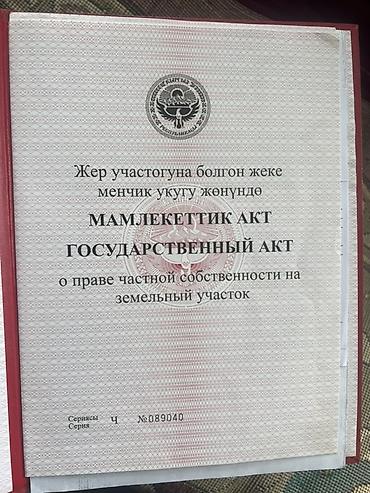 Жер участогуна болгон жеке
менчик укугу жөнүндө
МАМЛЕКЕТТИК АКТ
ГОСУДАРСТВЕННЫЙ АКТ
о праве частной собственности на
земельный участок
Сериясы
Серия
Ч №089040